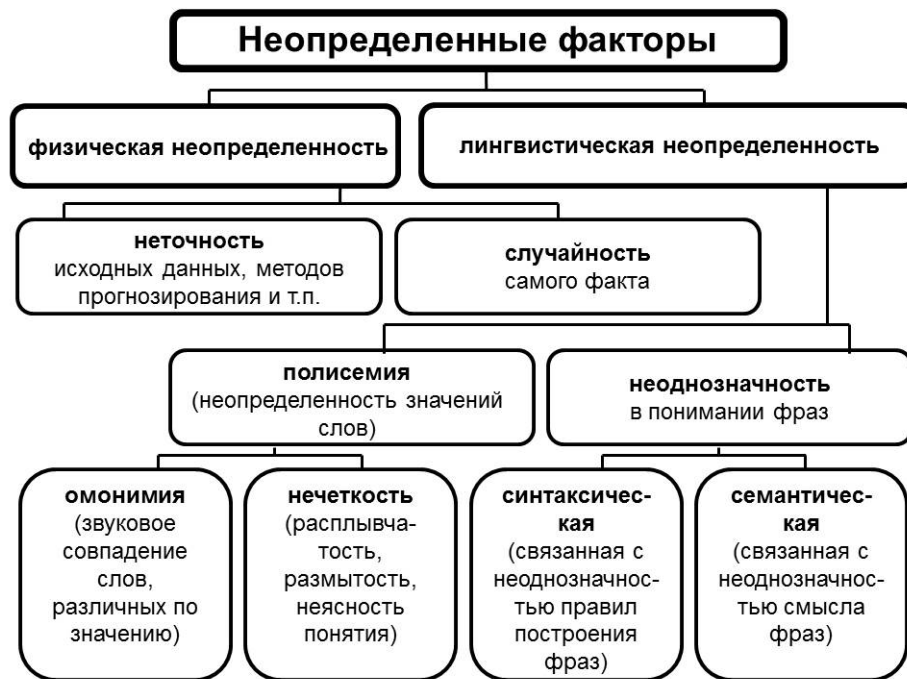 Неопределенные факторы
физическая неопределенность
лингвистическая неопределенность
неточность
исходных данных, методов
прогнозирования и т.п.
случайность
самого факта
полисемия
(неопределенность значений
слов)
неоднозначность
в понимании фраз
омонимия
(звуковое
совпадение
слов,
различных по
значению)
нечеткость
(расплывча-
тость,
размытость,
неясность
понятия)
синтаксичес-
кая
(связанная с
неоднозначнос-
тью правил
построения
фраз)
семантичес-
кая
(связанная с
неоднозначнос-
тью смысла
фраз)